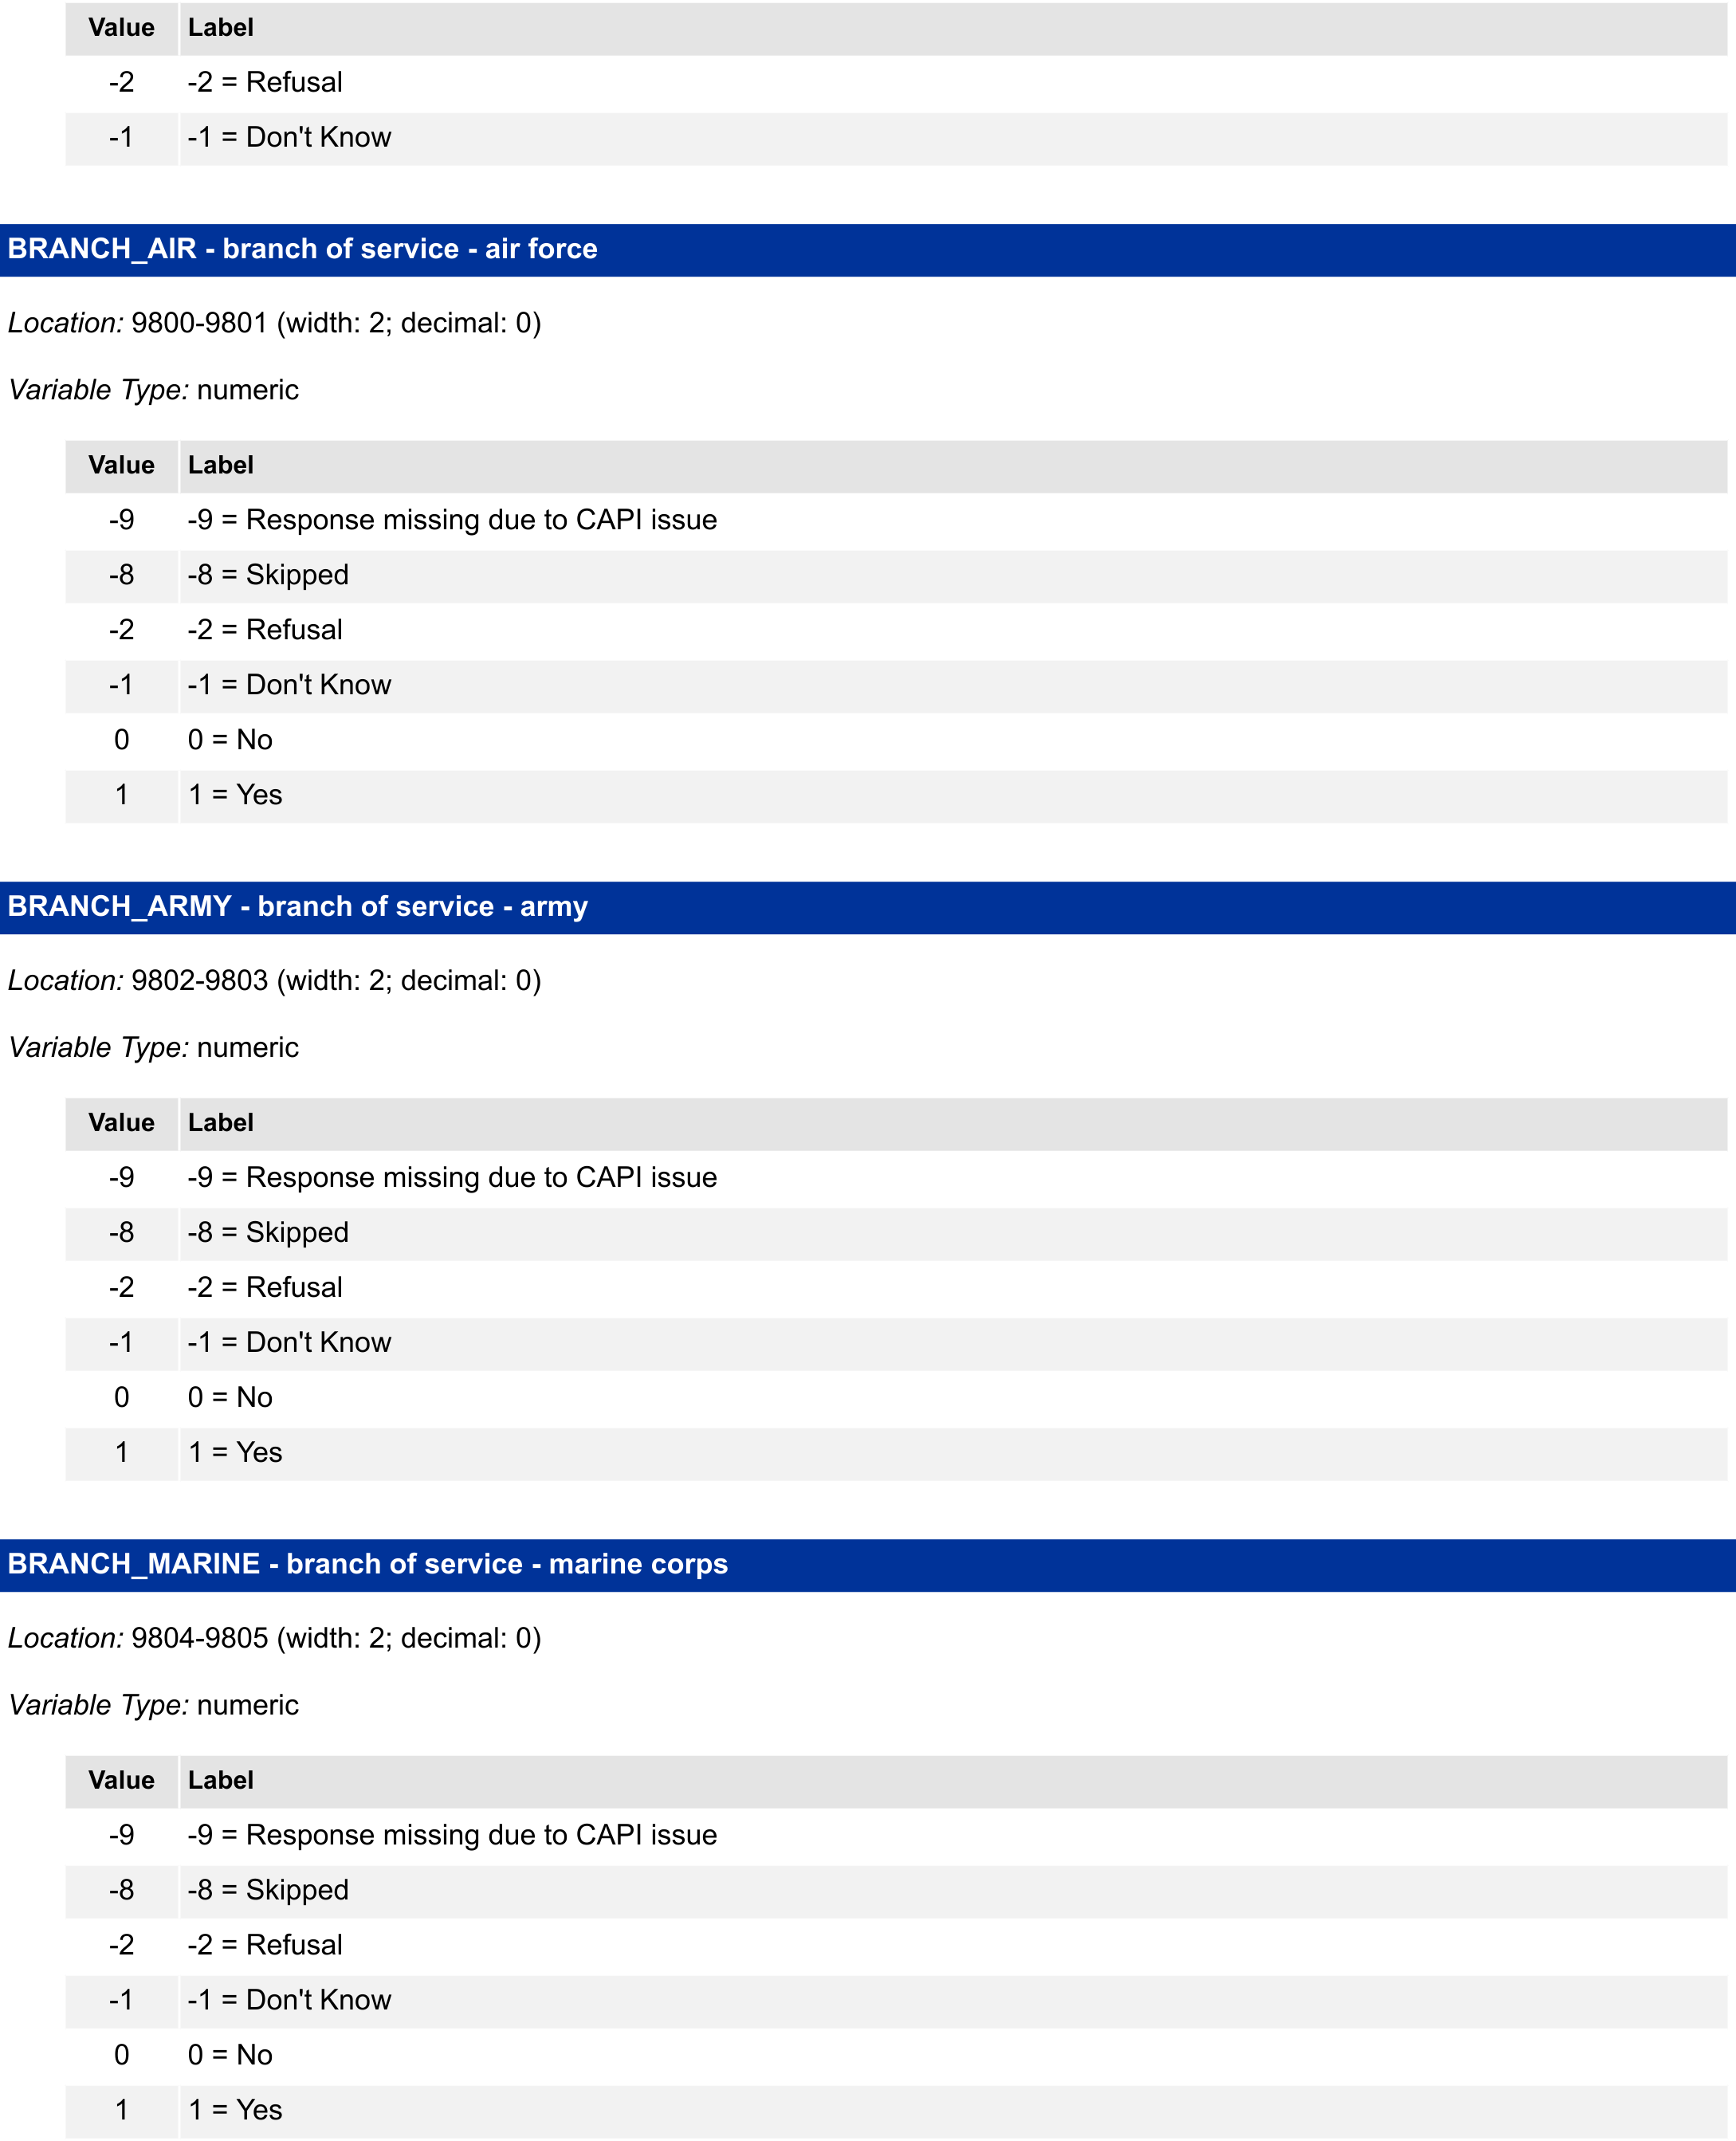 Value Label
-2 -2 = Refusal
-1 -1 = Don't Know
BRANCH_AIR - branch of service - air force
Location: 9800-9801 (width: 2; decimal: 0)
Variable Type: numeric
Value Label
-9 -9 = Response missing due to CAPI issue
-8 -8 = Skipped
-2 -2 = Refusal
-1 -1 = Don't Know
0 0 = No
1 1 = Yes
BRANCH_ARMY - branch of service - army
Location: 9802-9803 (width: 2; decimal: 0)
Variable Type: numeric
Value Label
-9 -9 = Response missing due to CAPI issue
-8 -8 = Skipped
-2 -2 = Refusal
-1 -1 = Don't Know
0 0 = No
1 1 = Yes
BRANCH_MARINE - branch of service - marine corps
Location: 9804-9805 (width: 2; decimal: 0)
Variable Type: numeric
Value Label
-9 -9 = Response missing due to CAPI issue
-8 -8 = Skipped
-2 -2 = Refusal
-1 -1 = Don't Know
0 0 = No
1 1 = Yes